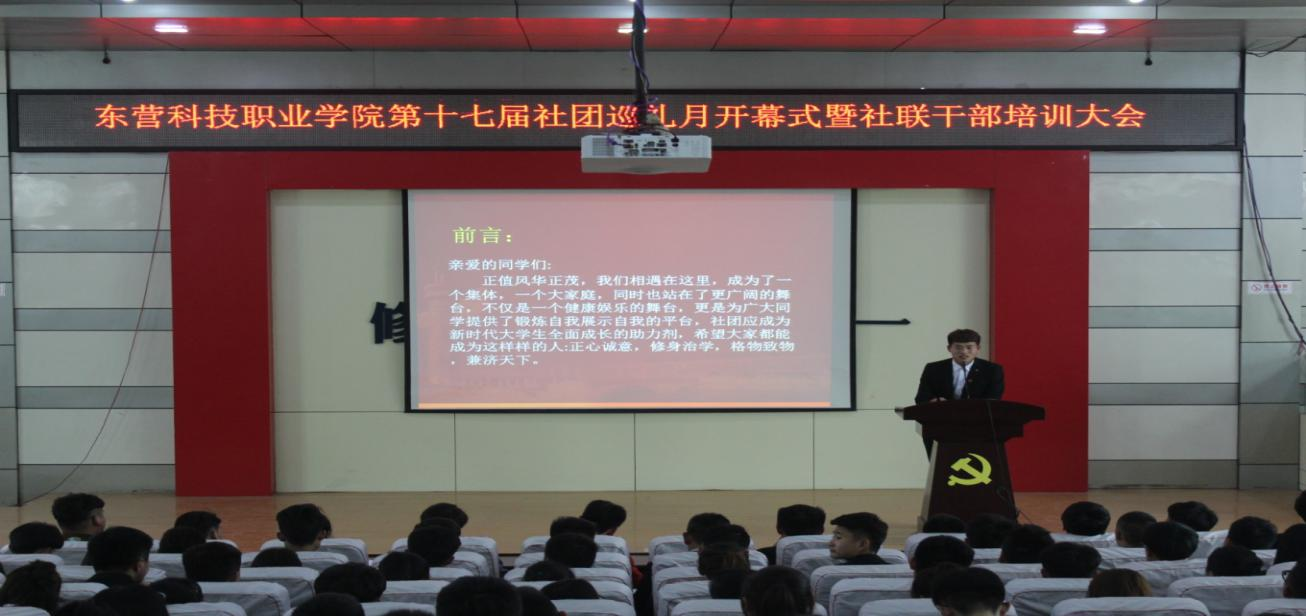 东营科技职业学院第十七届社团巡礼月开幕式暨社联干部培训大会
前言：
亲爱的同学们:
正值风华正茂，我们相遇在这里，成为了一
个集体，一个大家庭，同时也站在了更广阔的舞
台，不仅是一个健康娱乐的舞台，更是为广大同
学提供了锻炼自我展示自我的平台，社团应成为
新时代大学生全面成长的助力剂，希望大家都能
成为这样样的人:正心诚意，修身治学，格物致物
，兼济天下。
修
一